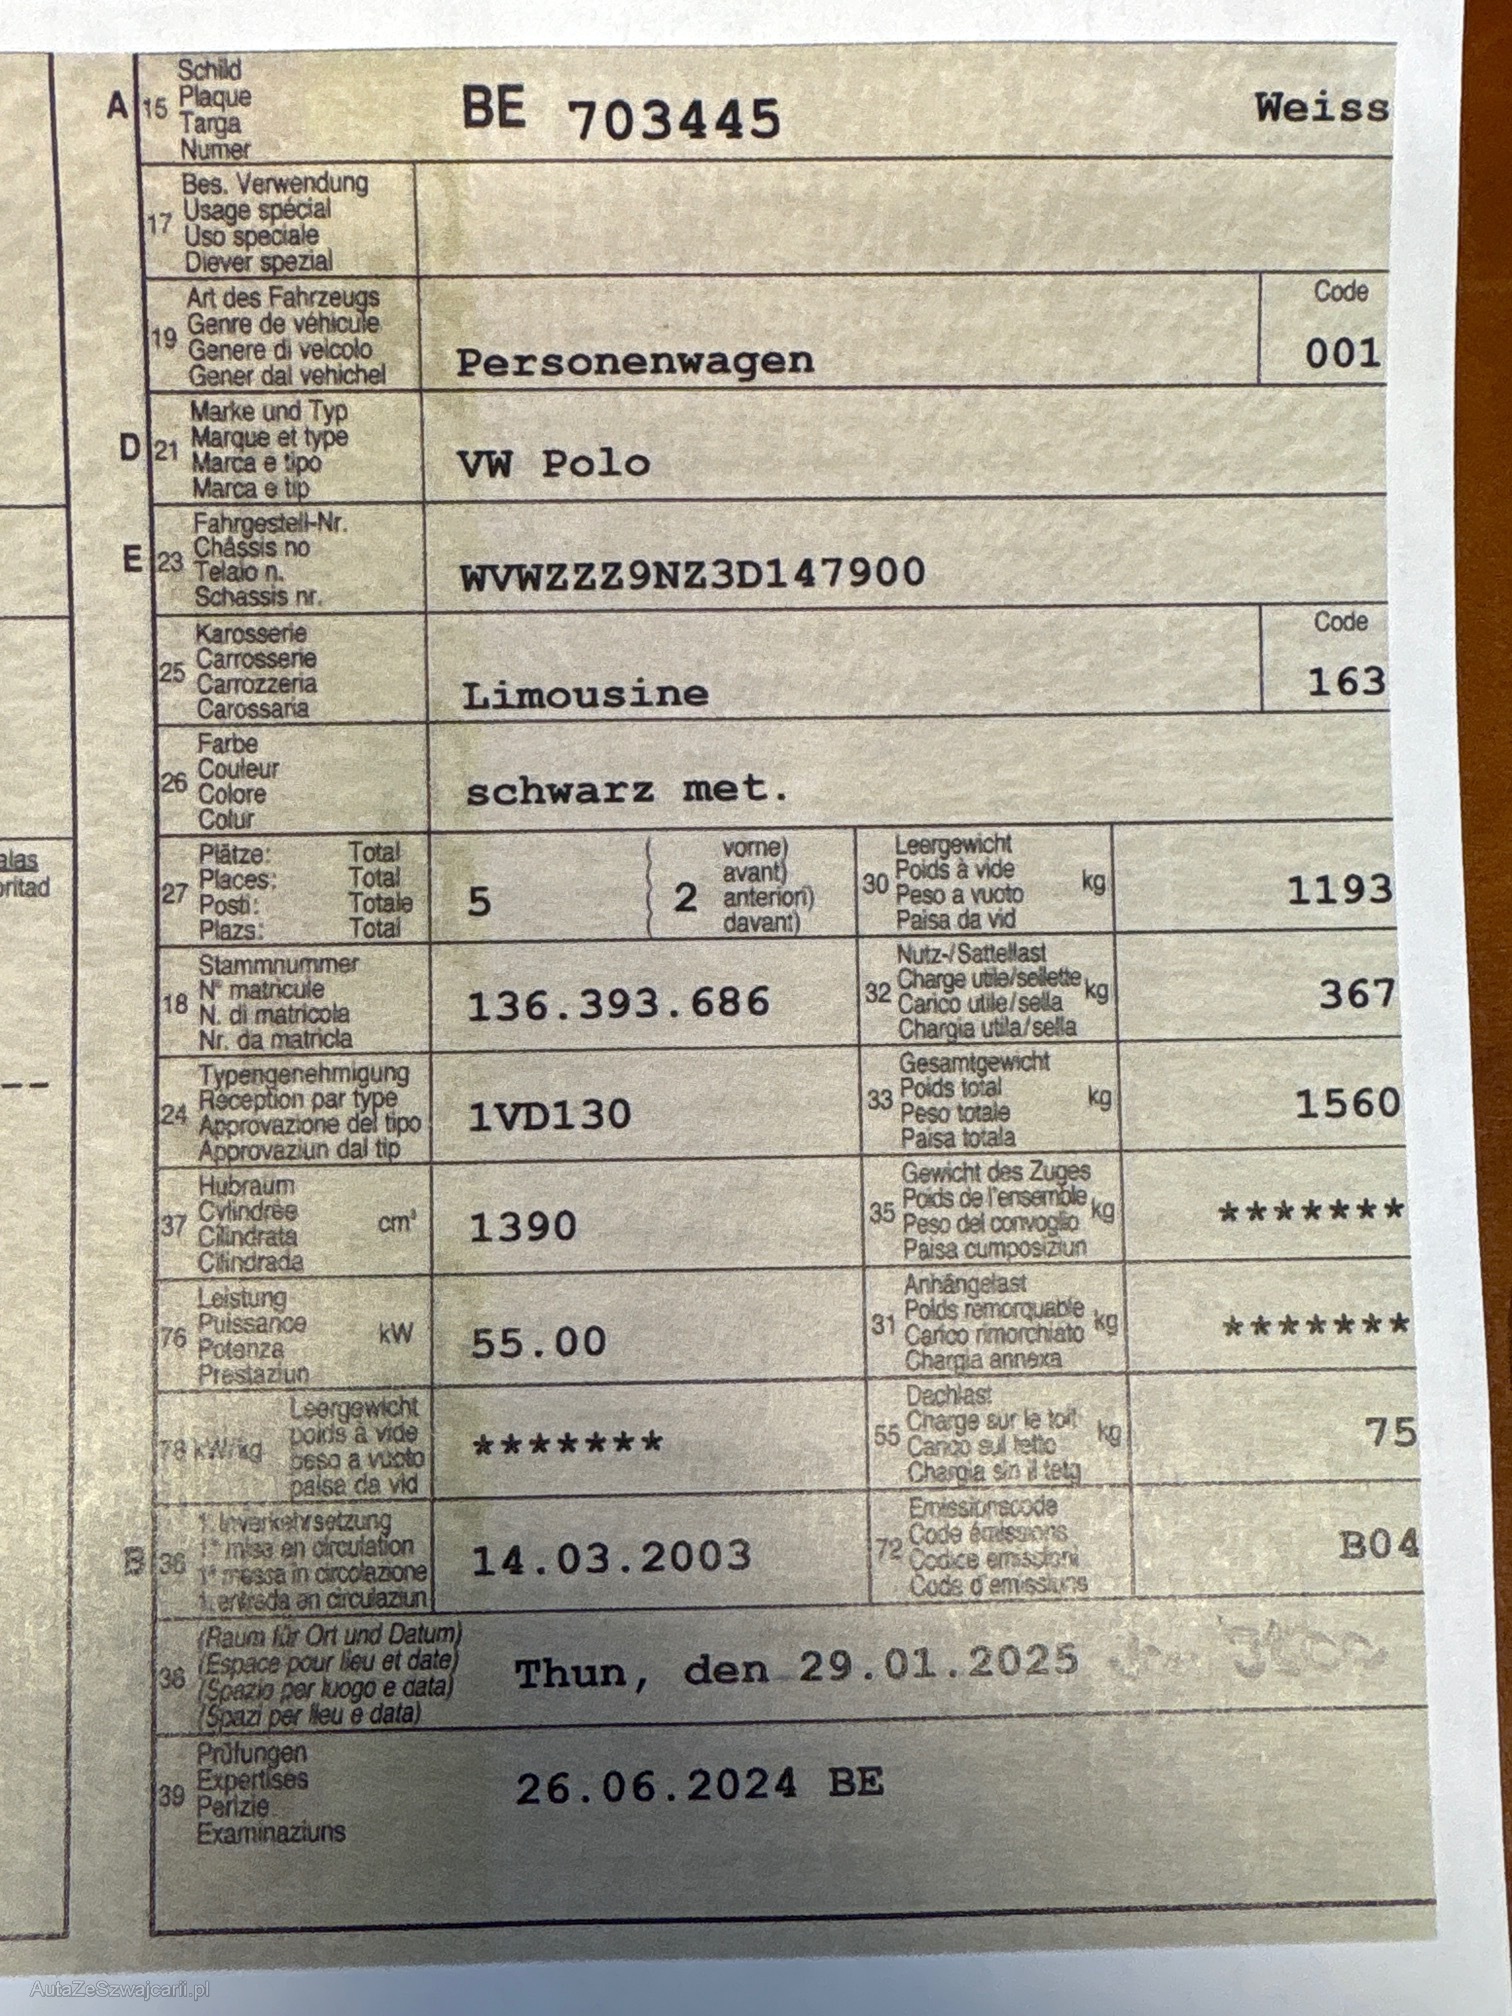 A 15 Schild
Plaque
Targa
Numer
BE 703445 Weiss
17 Bes. Verwendung
Usage spécial
Uso speciale
Diever spezial
19 Art des Fahrzeugs
Genre de véhicule
Genere di veicolo
Gener dal vehichel
Personenwagen
Code
001
D 21 Marke und Typ
Marque et type
Marca e tipo
Marca e tip
VW Polo
E 23 Fahrgestell-Nr.
Châssis no
Telaio n.
Schassis nr.
WVWZZZ9NZ3D147900
25 Karosserie
Carrosserie
Carrozzeria
Carossaria
Limousine
Code
163
26 Farbe
Couleur
Colore
Colur
schwarz met.
alas
oritad
27 Plätze: Total
Places: Total
Posti: Totale
Plazs: Total
5
2
vorne)
avant)
anteriori)
davant)
30 Leergewicht
Poids à vide
Peso a vuoto
Paisa da vid
kg
1193
18 Stammnummer
N° matricule
N. di matricola
Nr. da matricla
136.393.686
32 Nutz-/Sattellast
Charge utile/sellette
Carico utile/sella
Chargia utila/sella
kg
367
--
24 Typengenehmigung
Réception par type
Approvazione del tipo
Approvaziun dal tip
1VD130
33 Gesamtgewicht
Poids total
Peso totale
Paisa totala
kg
1560
37 Hubraum
Cylindrée
Cilindrata
Cilindrada
cm³
1390
35 Gewicht des Zuges
Poids de l'ensemble
Peso del convoglio
Paisa cumposiziun
kg
*******
76 Leistung
Puissance
Potenza
Prestaziun
kW
55.00
31 Anhängelast
Poids remorquable
Carico rimorchiato
Chargia annexa
kg
*******
78 kW/kg
Leergewicht
poids à vide
peso a vuoto
paisa da vid
*******
55 Dachlast
Charge sur le toit
Carico sul tetto
Chargia sin il tetg
kg
75
B 36 1. Inverkehrsetzung
1re mise en circulation
1a messa in circolazione
1. entrada en circulaziun
14.03.2003
72 Emissionscode
Code émissions
Codice emissioni
Code d'emissiuns
B04
38 (Raum für Ort und Datum)
(Espace pour lieu et date)
(Spazio per luogo e data)
(Spazi per lieu e data)
Thun, den 29.01.2025
39 Prüfungen
Expertises
Perizie
Examinaziuns
26.06.2024 BE
AutaZeSzwajcarii.pl